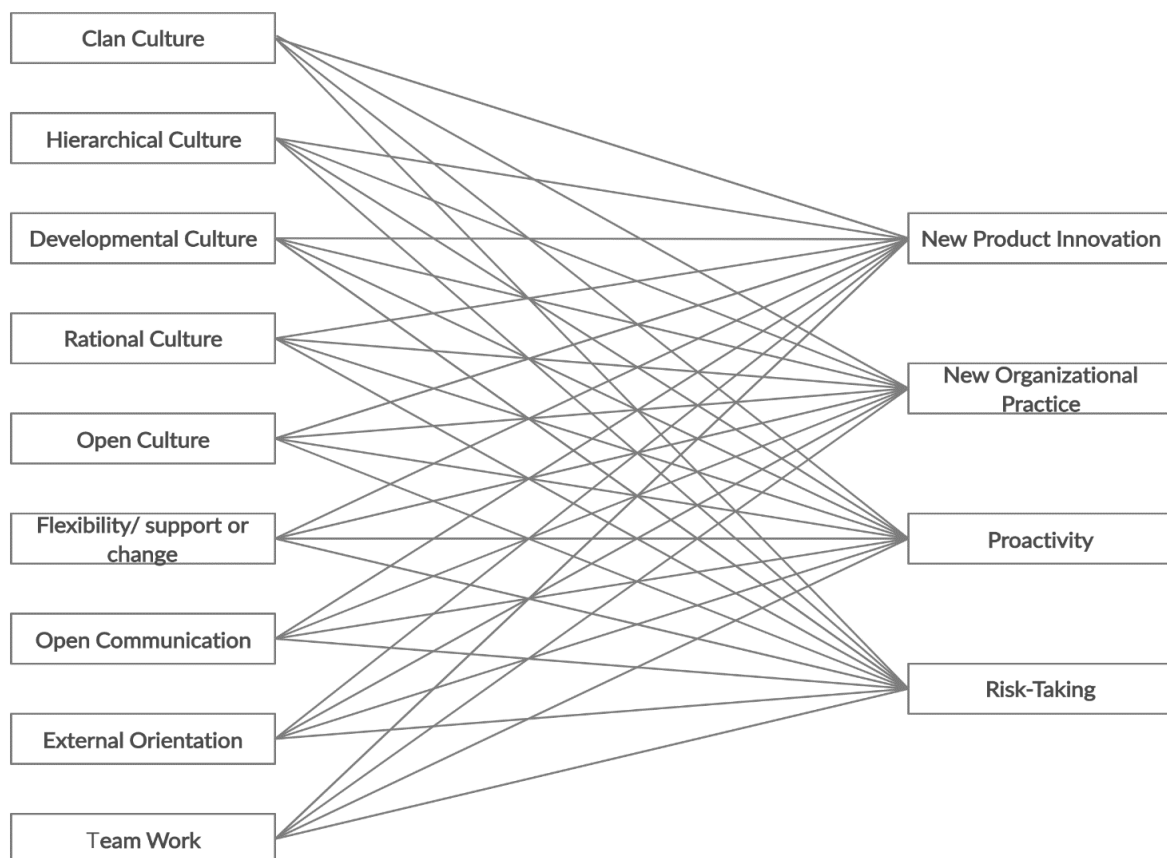 Clan Culture
Hierarchical Culture
Developmental Culture
Rational Culture
Open Culture
Flexibility/ support or
change
Open Communication
External Orientation
Team Work
New Product Innovation
New Organizational
Practice
Proactivity
Risk-Taking